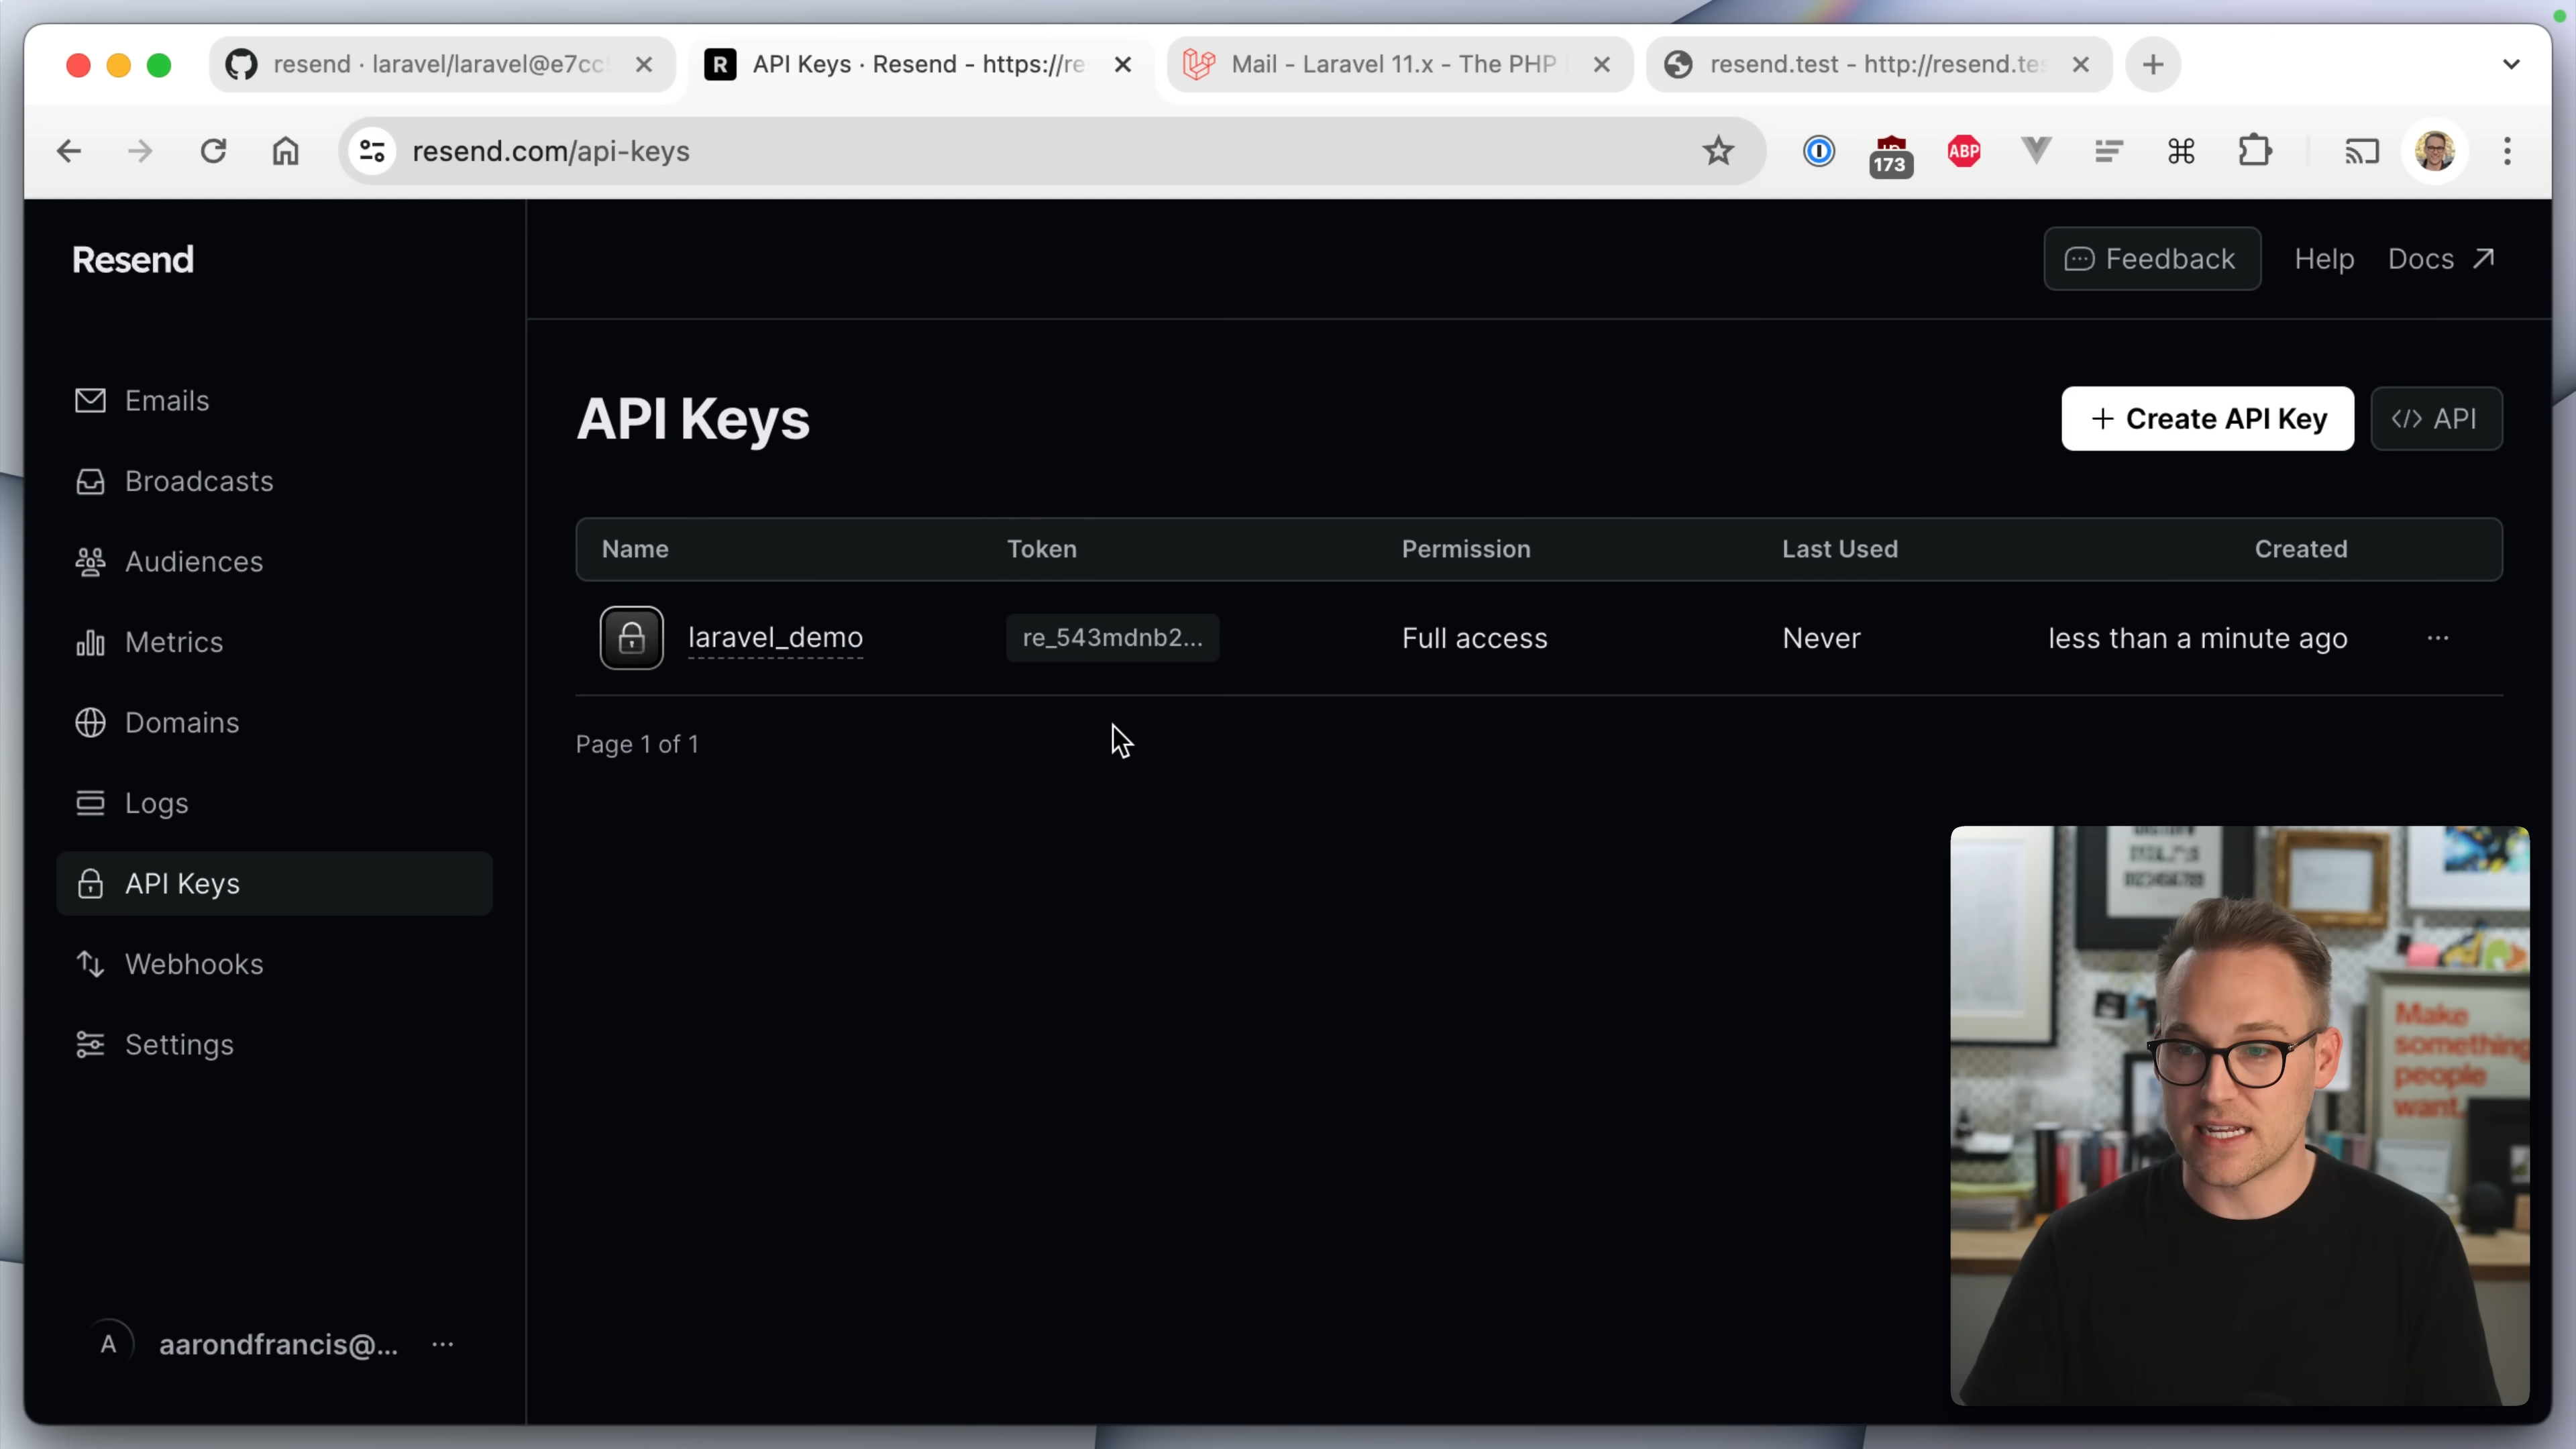 resend · laravel/laravel@e7cc
API Keys · Resend - https://re
Mail - Laravel 11.x - The PHP
resend.test - http://resend.te
resend.com/api-keys
173
ABP
Resend
Feedback
Help
Docs
Emails
Broadcasts
Audiences
Metrics
Domains
Logs
API Keys
Webhooks
Settings
A aarondfrancis@... ...
API Keys
+ Create API Key
</> API
Name Token Permission Last Used Created
laravel_demo re_543mdnb2... Full access Never less than a minute ago ...
Page 1 of 1
Make
something
people
want.